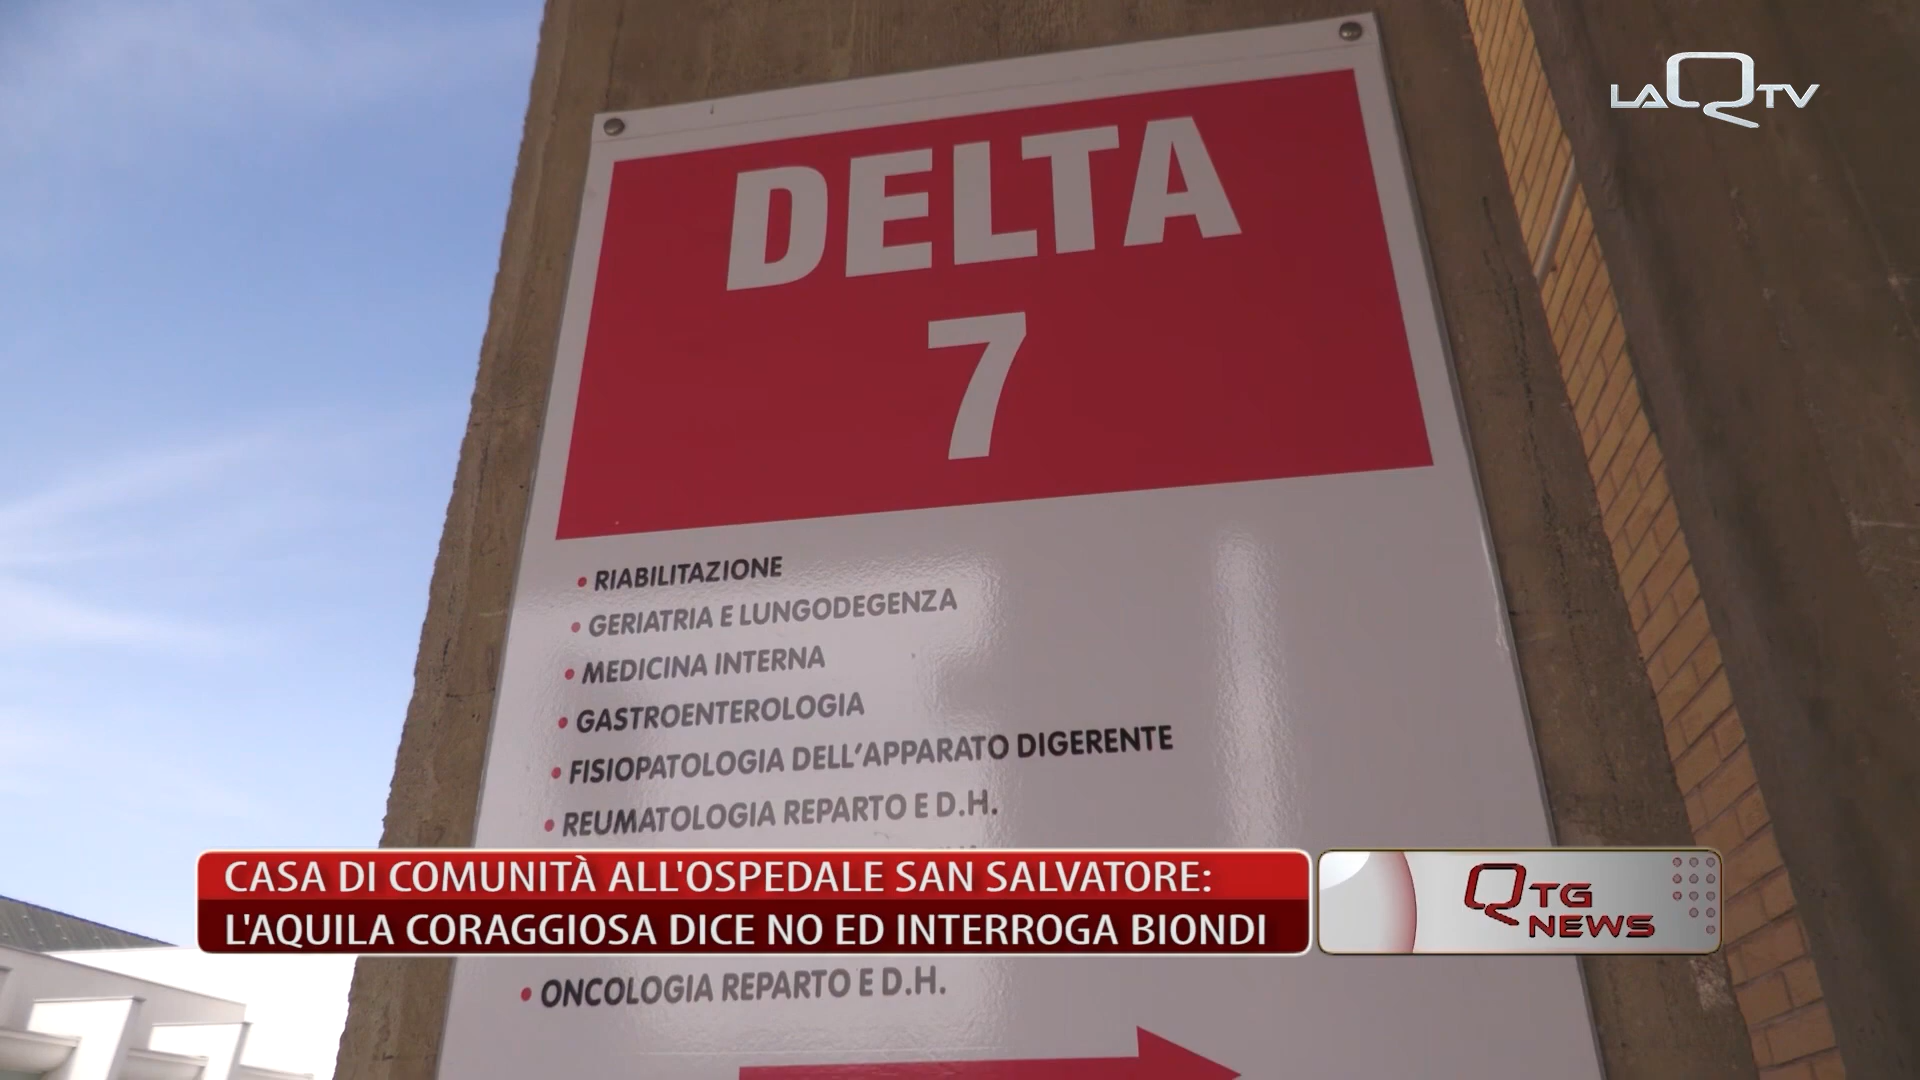 LAQTV
DELTA
7
• RIABILITAZIONE
• GERIATRIA E LUNGODEGENZA
• MEDICINA INTERNA
• GASTROENTEROLOGIA
• FISIOPATOLOGIA DELL'APPARATO DIGERENTE
• REUMATOLOGIA REPARTO E D.H.
CASA DI COMUNITÀ ALL'OSPEDALE SAN SALVATORE:
L'AQUILA CORAGGIOSA DICE NO ED INTERROGA BIONDI
QTG
NEWS
• ONCOLOGIA REPARTO E D.H.